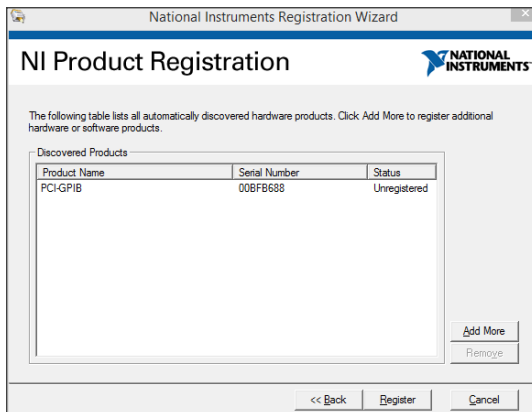 National Instruments Registration Wizard
NI Product Registration
NATIONAL
INSTRUMENTS
The following table lists all automatically discovered hardware products. Click Add More to register additional
hardware or software products.
Discovered Products
Product Name Serial Number Status
PCI-GPIB 00BFB688 Unregistered
Add More
Remove
<< Back Register Cancel